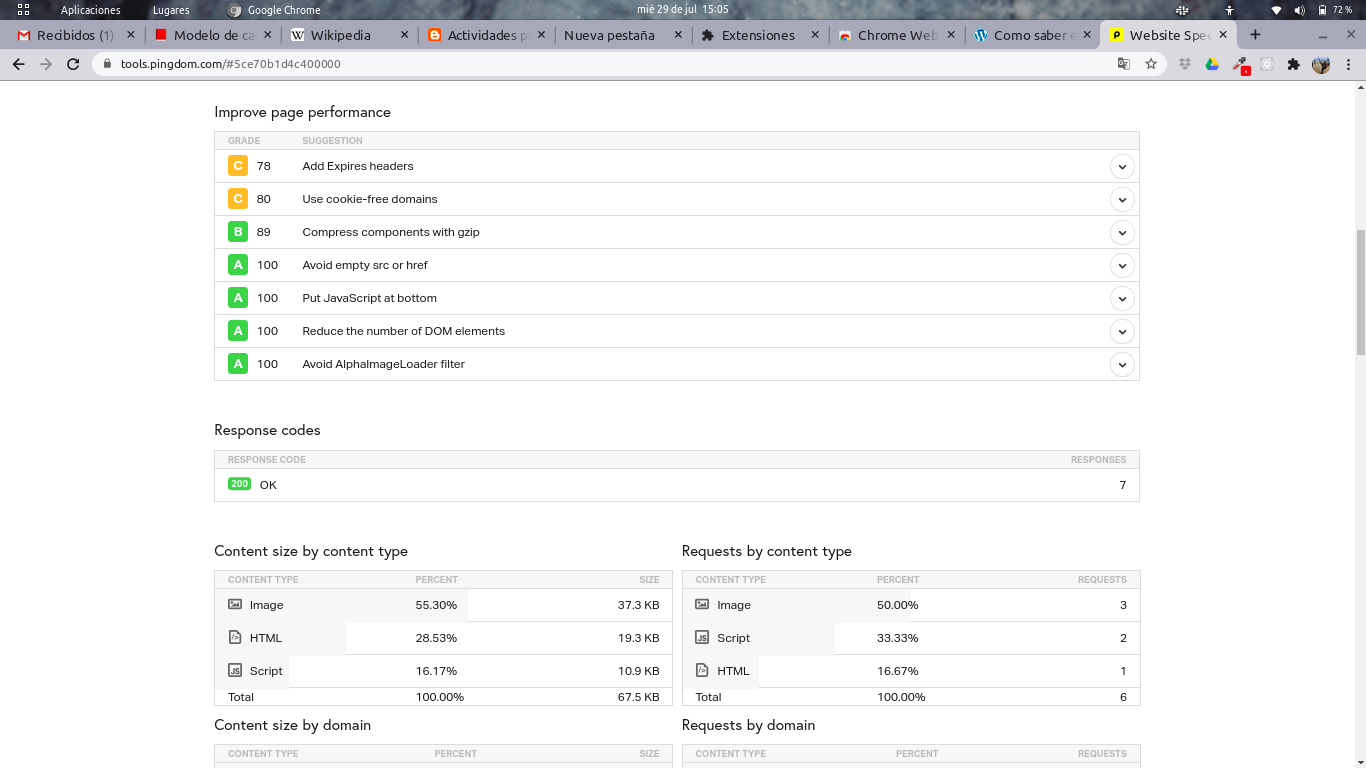 Aplicaciones Lugares Google Chrome mié 29 de jul 15:05 72 %
Recibidos (1) Modelo de ca Wikipedia Actividades p Nueva pestaña Extensiones Chrome Web Como saber e Website Spee
tools.pingdom.com/#5ce70b1d4c400000
Improve page performance
GRADE SUGGESTION
C 78 Add Expires headers
C 80 Use cookie-free domains
B 89 Compress components with gzip
A 100 Avoid empty src or href
A 100 Put JavaScript at bottom
A 100 Reduce the number of DOM elements
A 100 Avoid AlphaImageLoader filter
Response codes
RESPONSE CODE RESPONSES
200 OK 7
Content size by content type
CONTENT TYPE PERCENT SIZE
Image 55.30% 37.3 KB
HTML 28.53% 19.3 KB
JS Script 16.17% 10.9 KB
Total 100.00% 67.5 KB
Requests by content type
CONTENT TYPE PERCENT REQUESTS
Image 50.00% 3
JS Script 33.33% 2
HTML 16.67% 1
Total 100.00% 6
Content size by domain
CONTENT TYPE PERCENT SIZE
Requests by domain
CONTENT TYPE PERCENT REQUESTS